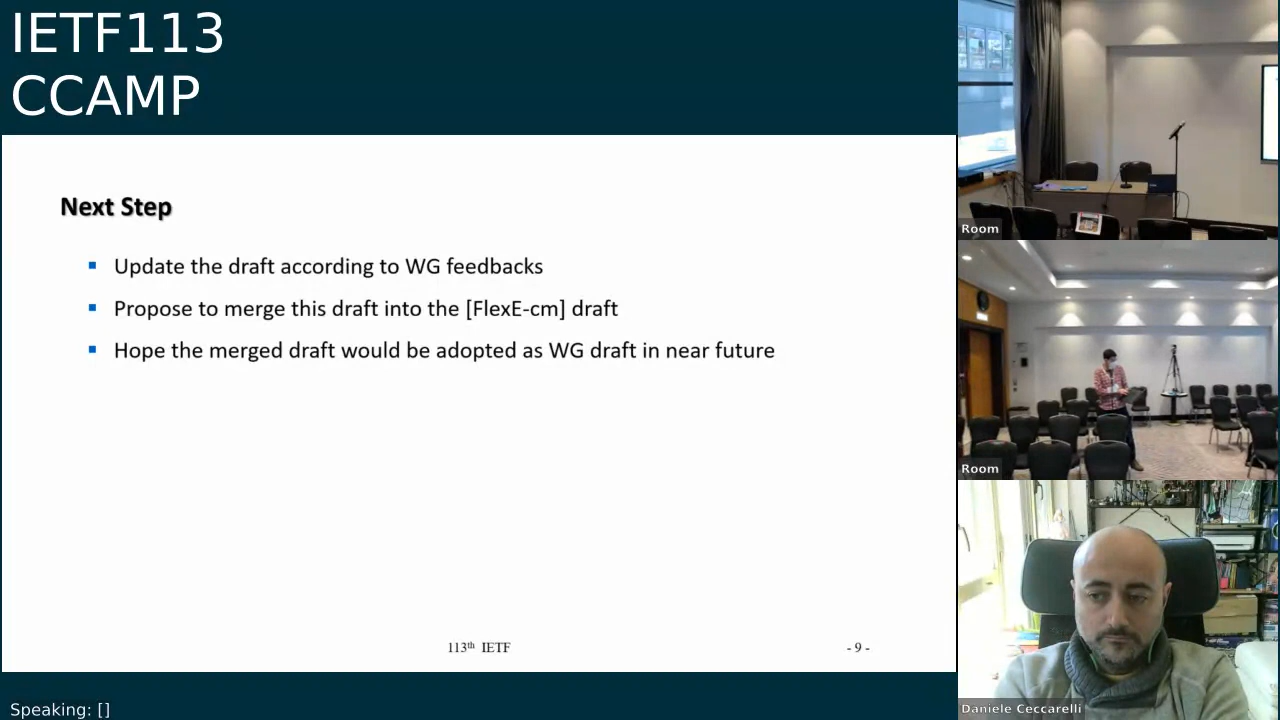 IETF113
CCAMP
Next Step
Update the draft according to WG feedbacks
Propose to merge this draft into the [FlexE-cm] draft
Hope the merged draft would be adopted as WG draft in near future
113th IETF
- 9 -
Speaking: []
Room
Room
Daniele Ceccarelli